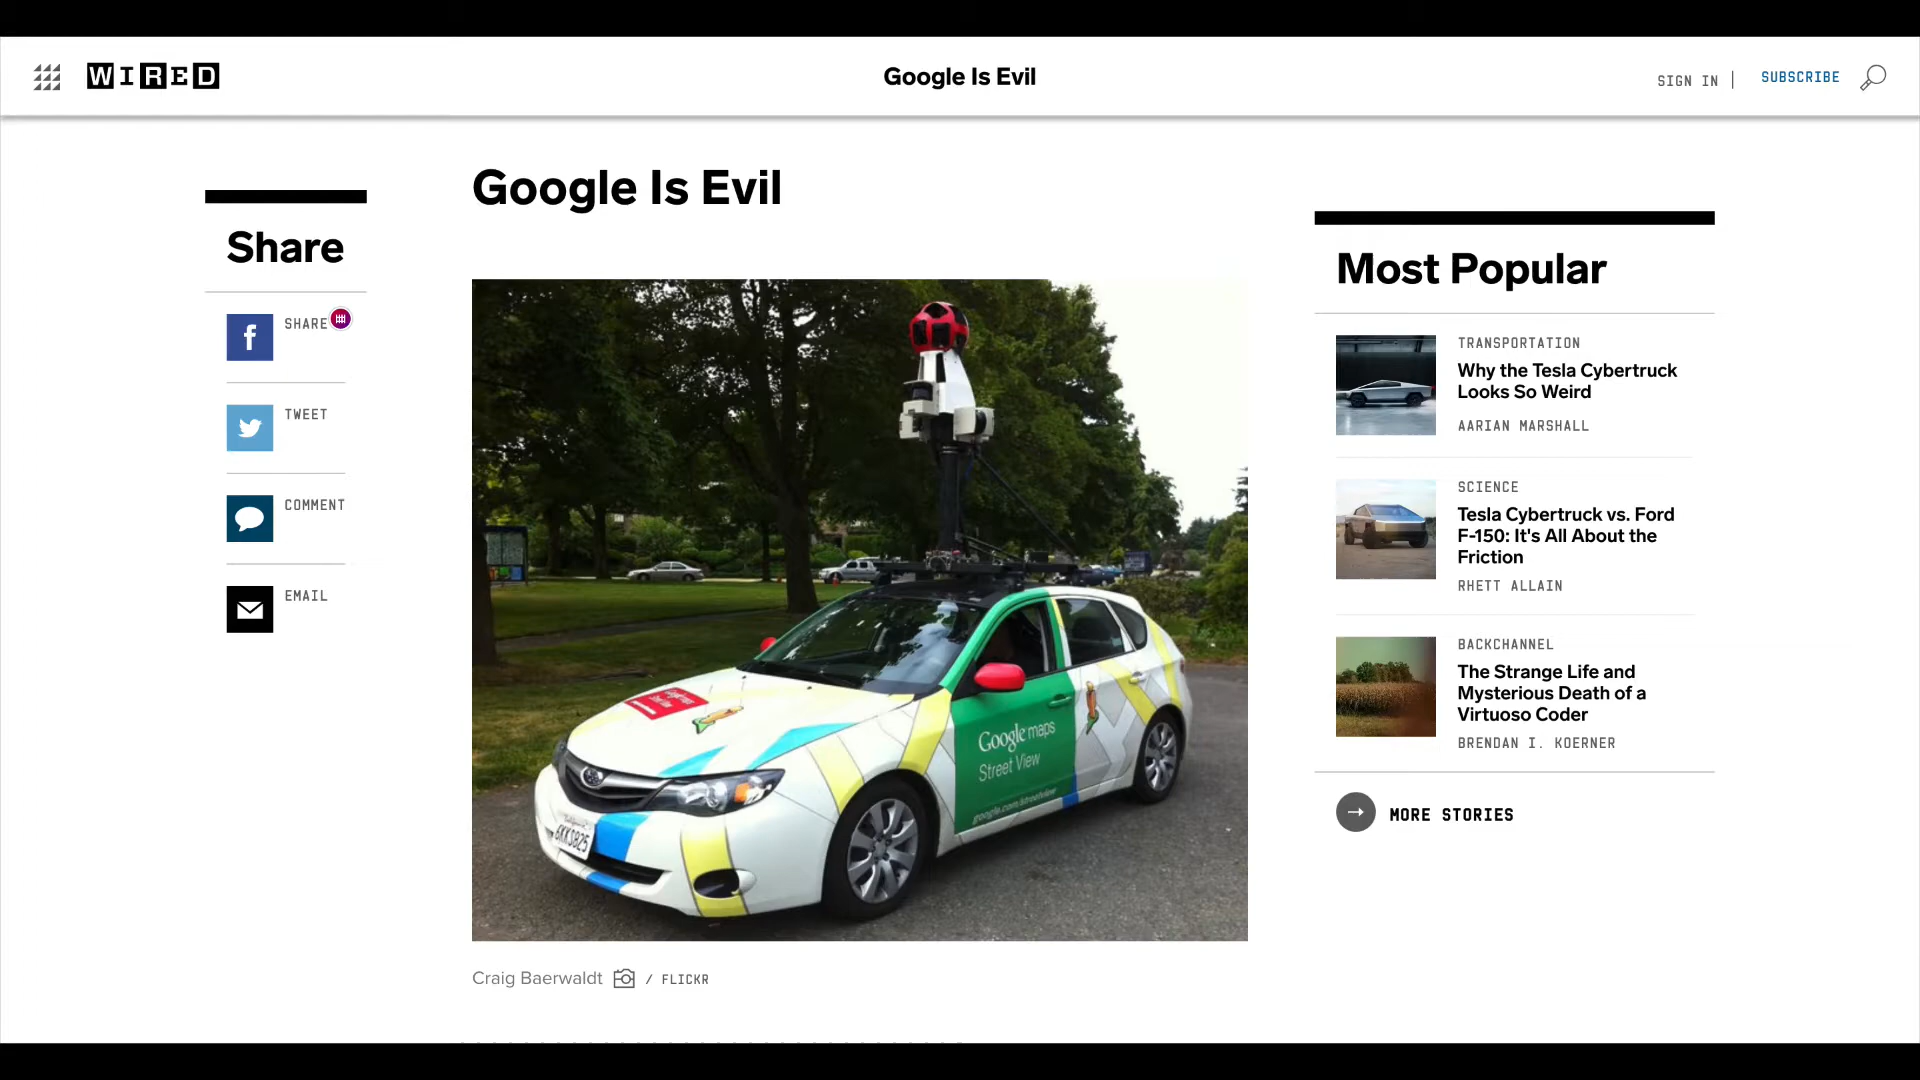 WIRED
Google Is Evil
SIGN IN |
SUBSCRIBE
Google Is Evil
Share
SHARE
TWEET
COMMENT
EMAIL
Google maps
Street View
google.com/streetview
Craig Baerwaldt / FLICKR
Most Popular
TRANSPORTATION
Why the Tesla Cybertruck
Looks So Weird
AARIAN MARSHALL
SCIENCE
Tesla Cybertruck vs. Ford
F-150: It's All About the
Friction
RHETT ALLAIN
BACKCHANNEL
The Strange Life and
Mysterious Death of a
Virtuoso Coder
BRENDAN I. KOERNER
MORE STORIES